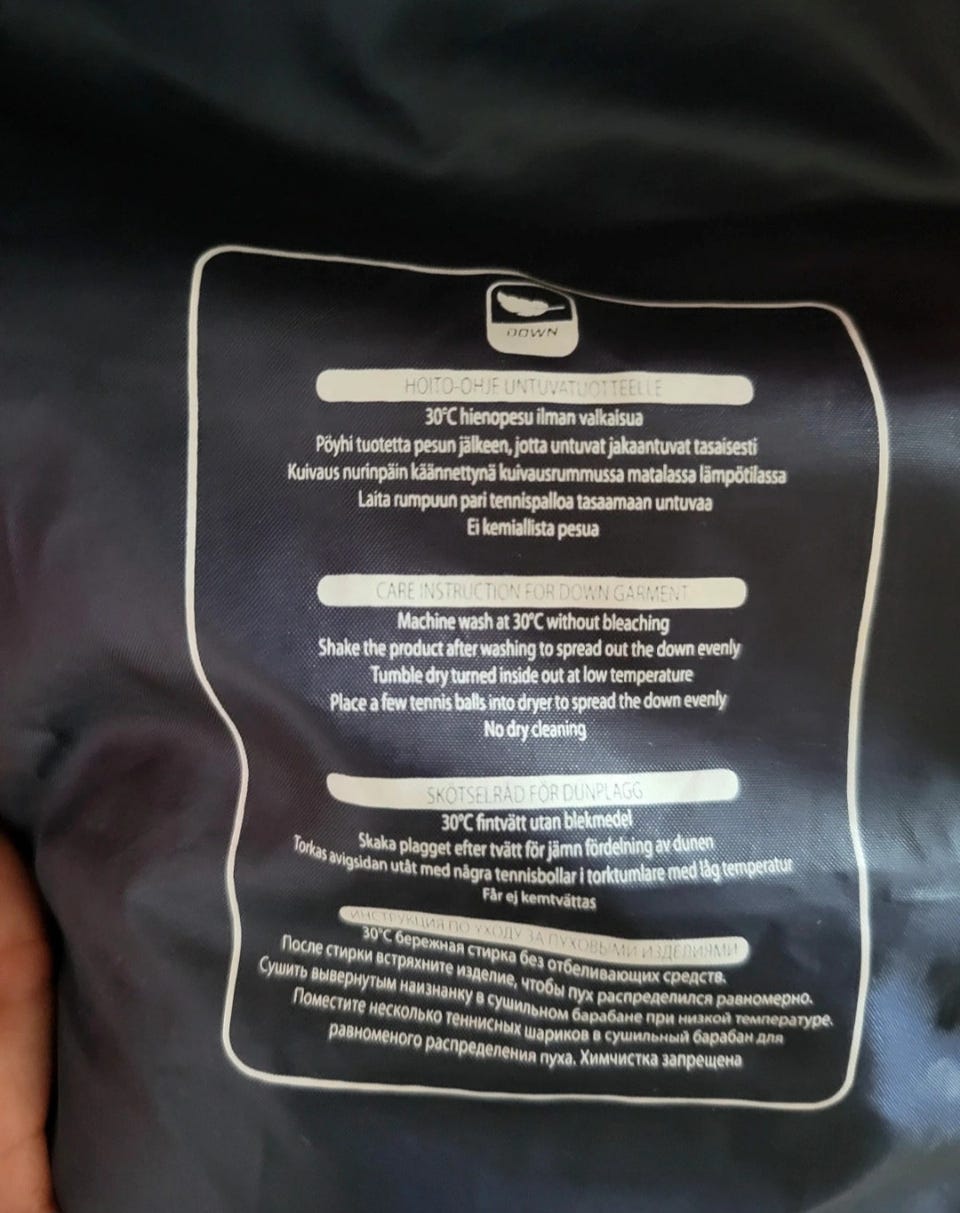 DOWN
HOITO-OHJE UNTUVATUOTTEELLE
30°C hienopesu ilman valkaisua
Pöyhi tuotetta pesun jälkeen, jotta untuvat jakaantuvat tasaisesti
Kuivaus nurinpäin käännettynä kuivausrummussa matalassa lämpötilassa
Laita rumpuun pari tennispalloa tasaamaan untuvaa
Ei kemiallista pesua
CARE INSTRUCTION FOR DOWN GARMENT
Machine wash at 30°C without bleaching
Shake the product after washing to spread out the down evenly
Tumble dry turned inside out at low temperature
Place a few tennis balls into dryer to spread the down evenly
No dry cleaning
SKÖTSELRÅD FÖR DUNPLAGG
30°C fintvätt utan blekmedel
Skaka plagget efter tvätt för jämn fördelning av dunen
Torkas avigsidan utåt med några tennisbollar i torktumlare med låg temperatur
Får ej kemtvättas
ИНСТРУКЦИЯ ПО УХОДУ ЗА ПУХОВЫМИ ИЗДЕЛИЯМИ
30°C бережная стирка без отбеливающих средств.
После стирки встряхните изделие, чтобы пух распределился равномерно.
Сушить вывернутым наизнанку в сушильном барабане при низкой температуре.
Поместите несколько теннисных шариков в сушильный барабан для
равноменого распределения пуха. Химчистка запрещена